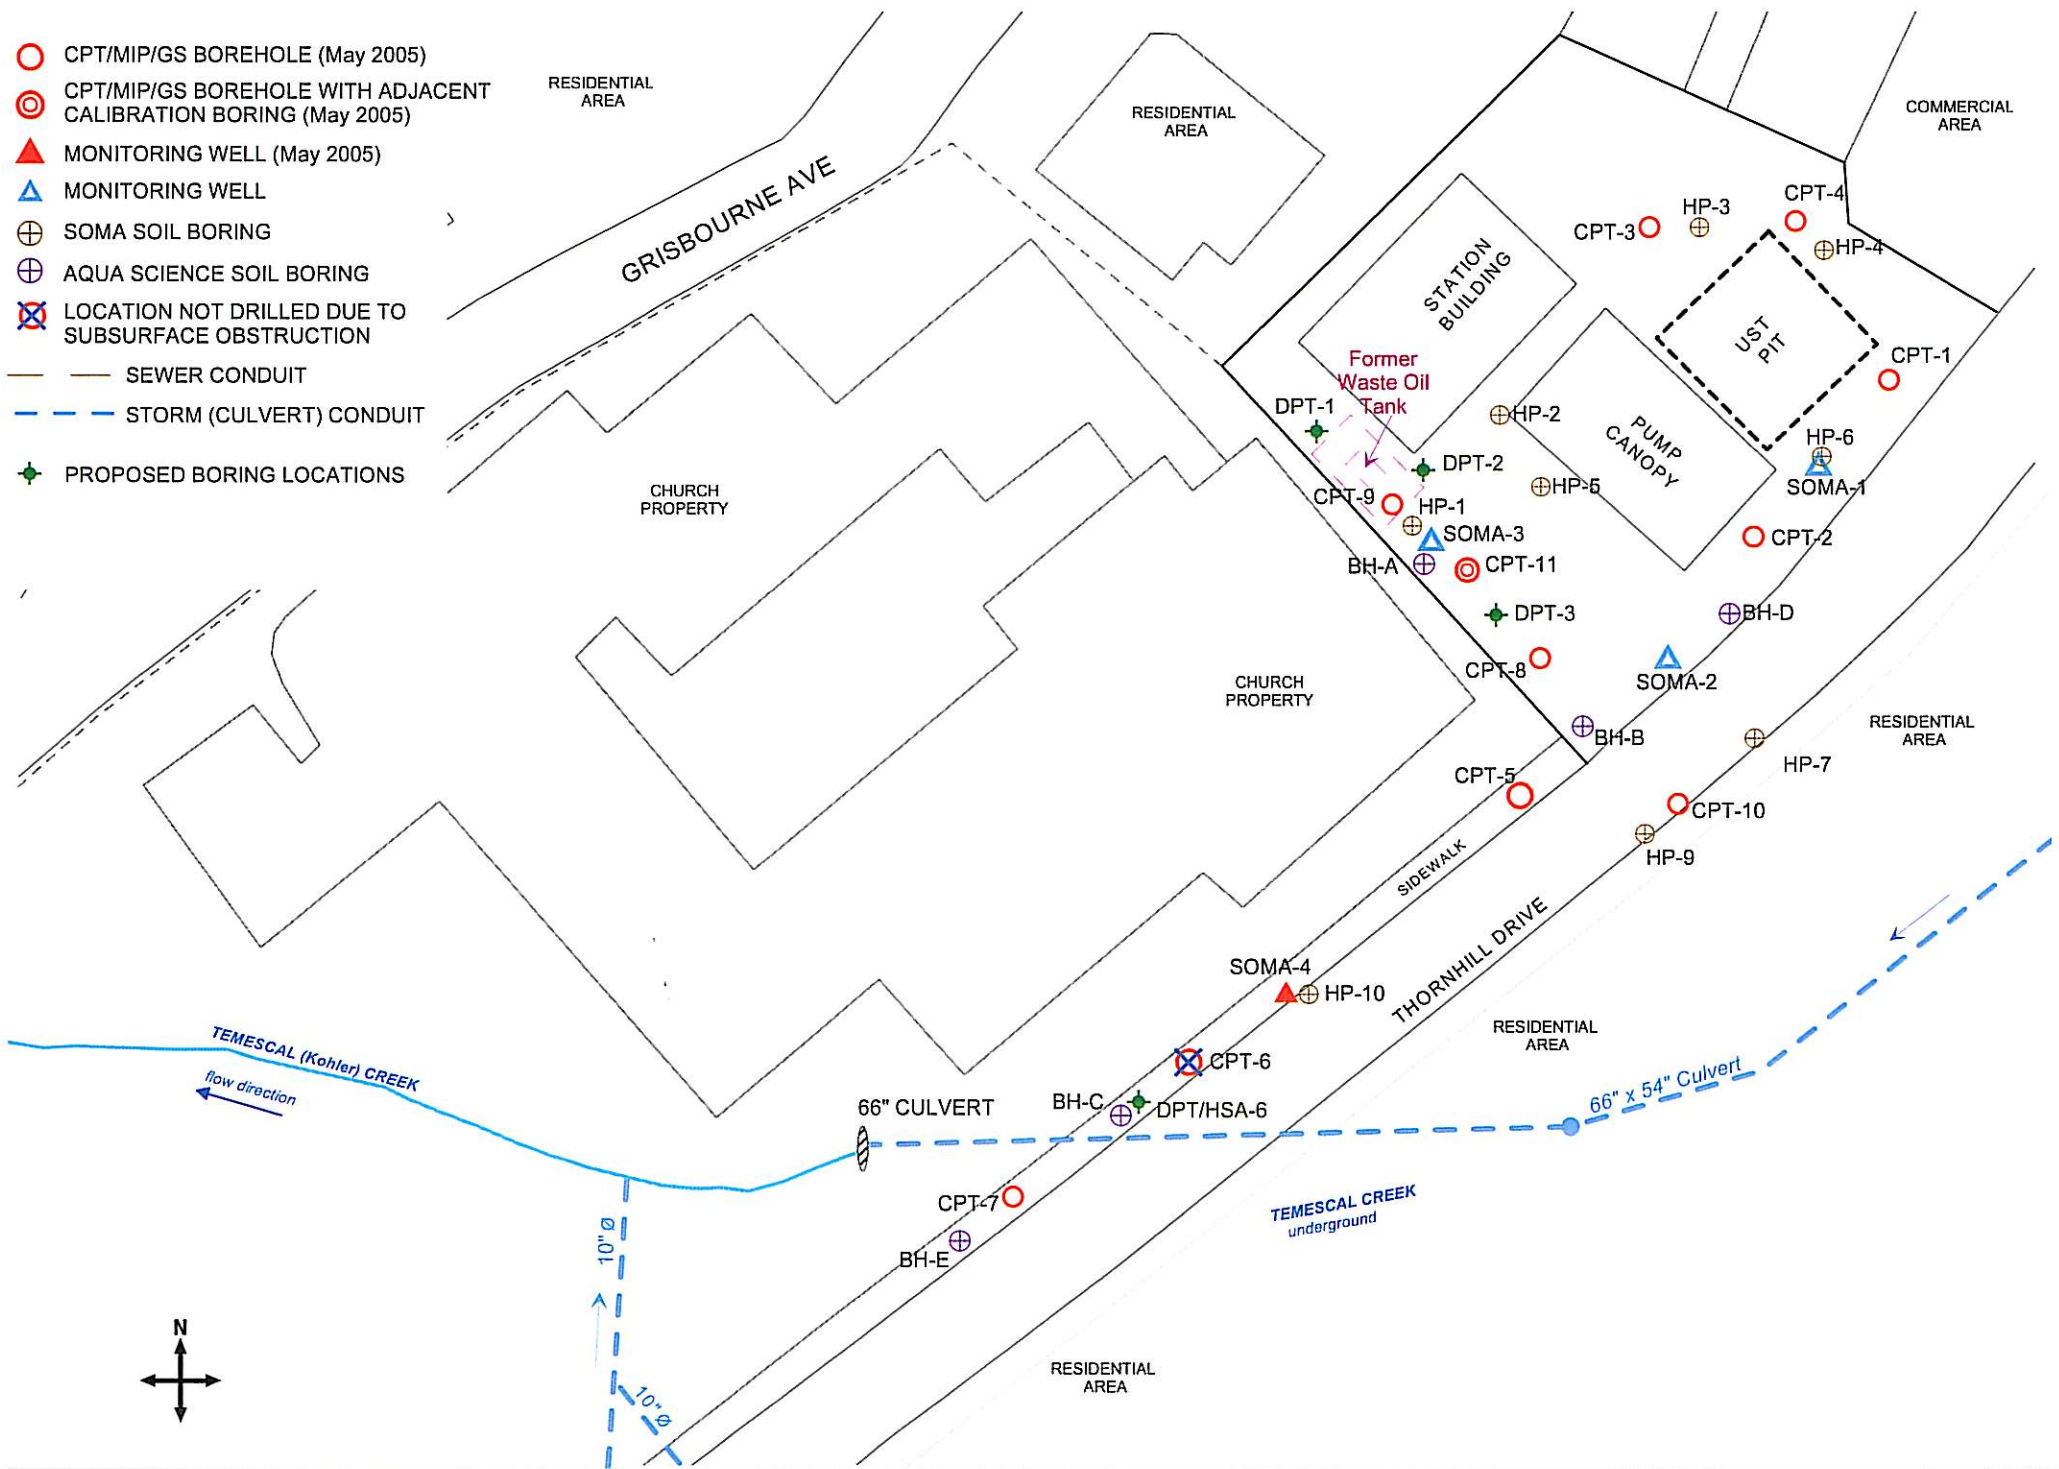 CPT/MIP/GS BOREHOLE (May 2005)
CPT/MIP/GS BOREHOLE WITH ADJACENT
CALIBRATION BORING (May 2005)
MONITORING WELL (May 2005)
MONITORING WELL
SOMA SOIL BORING
AQUA SCIENCE SOIL BORING
LOCATION NOT DRILLED DUE TO
SUBSURFACE OBSTRUCTION
SEWER CONDUIT
STORM (CULVERT) CONDUIT
PROPOSED BORING LOCATIONS
RESIDENTIAL
AREA
RESIDENTIAL
AREA
COMMERCIAL
AREA
GRISBOURNE AVE
CPT-3
HP-3
CPT-4
HP-4
STATION
BUILDING
UST
PIT
CPT-1
Former
Waste Oil
Tank
DPT-1
HP-2
PUMP
CANOPY
HP-6
DPT-2
HP-5
SOMA-1
CPT-9
HP-1
SOMA-3
CPT-2
BH-A
CPT-11
DPT-3
BH-D
CPT-8
SOMA-2
CHURCH
PROPERTY
CHURCH
PROPERTY
BH-B
RESIDENTIAL
AREA
HP-7
CPT-5
CPT-10
HP-9
SIDEWALK
THORNHILL DRIVE
SOMA-4
HP-10
RESIDENTIAL
AREA
CPT-6
66" x 54" Culvert
TEMESCAL (Kohler) CREEK
flow direction
66" CULVERT
BH-C
DPT/HSA-6
CPT-7
TEMESCAL CREEK
underground
BH-E
10" Ø
10" Ø
RESIDENTIAL
AREA
N